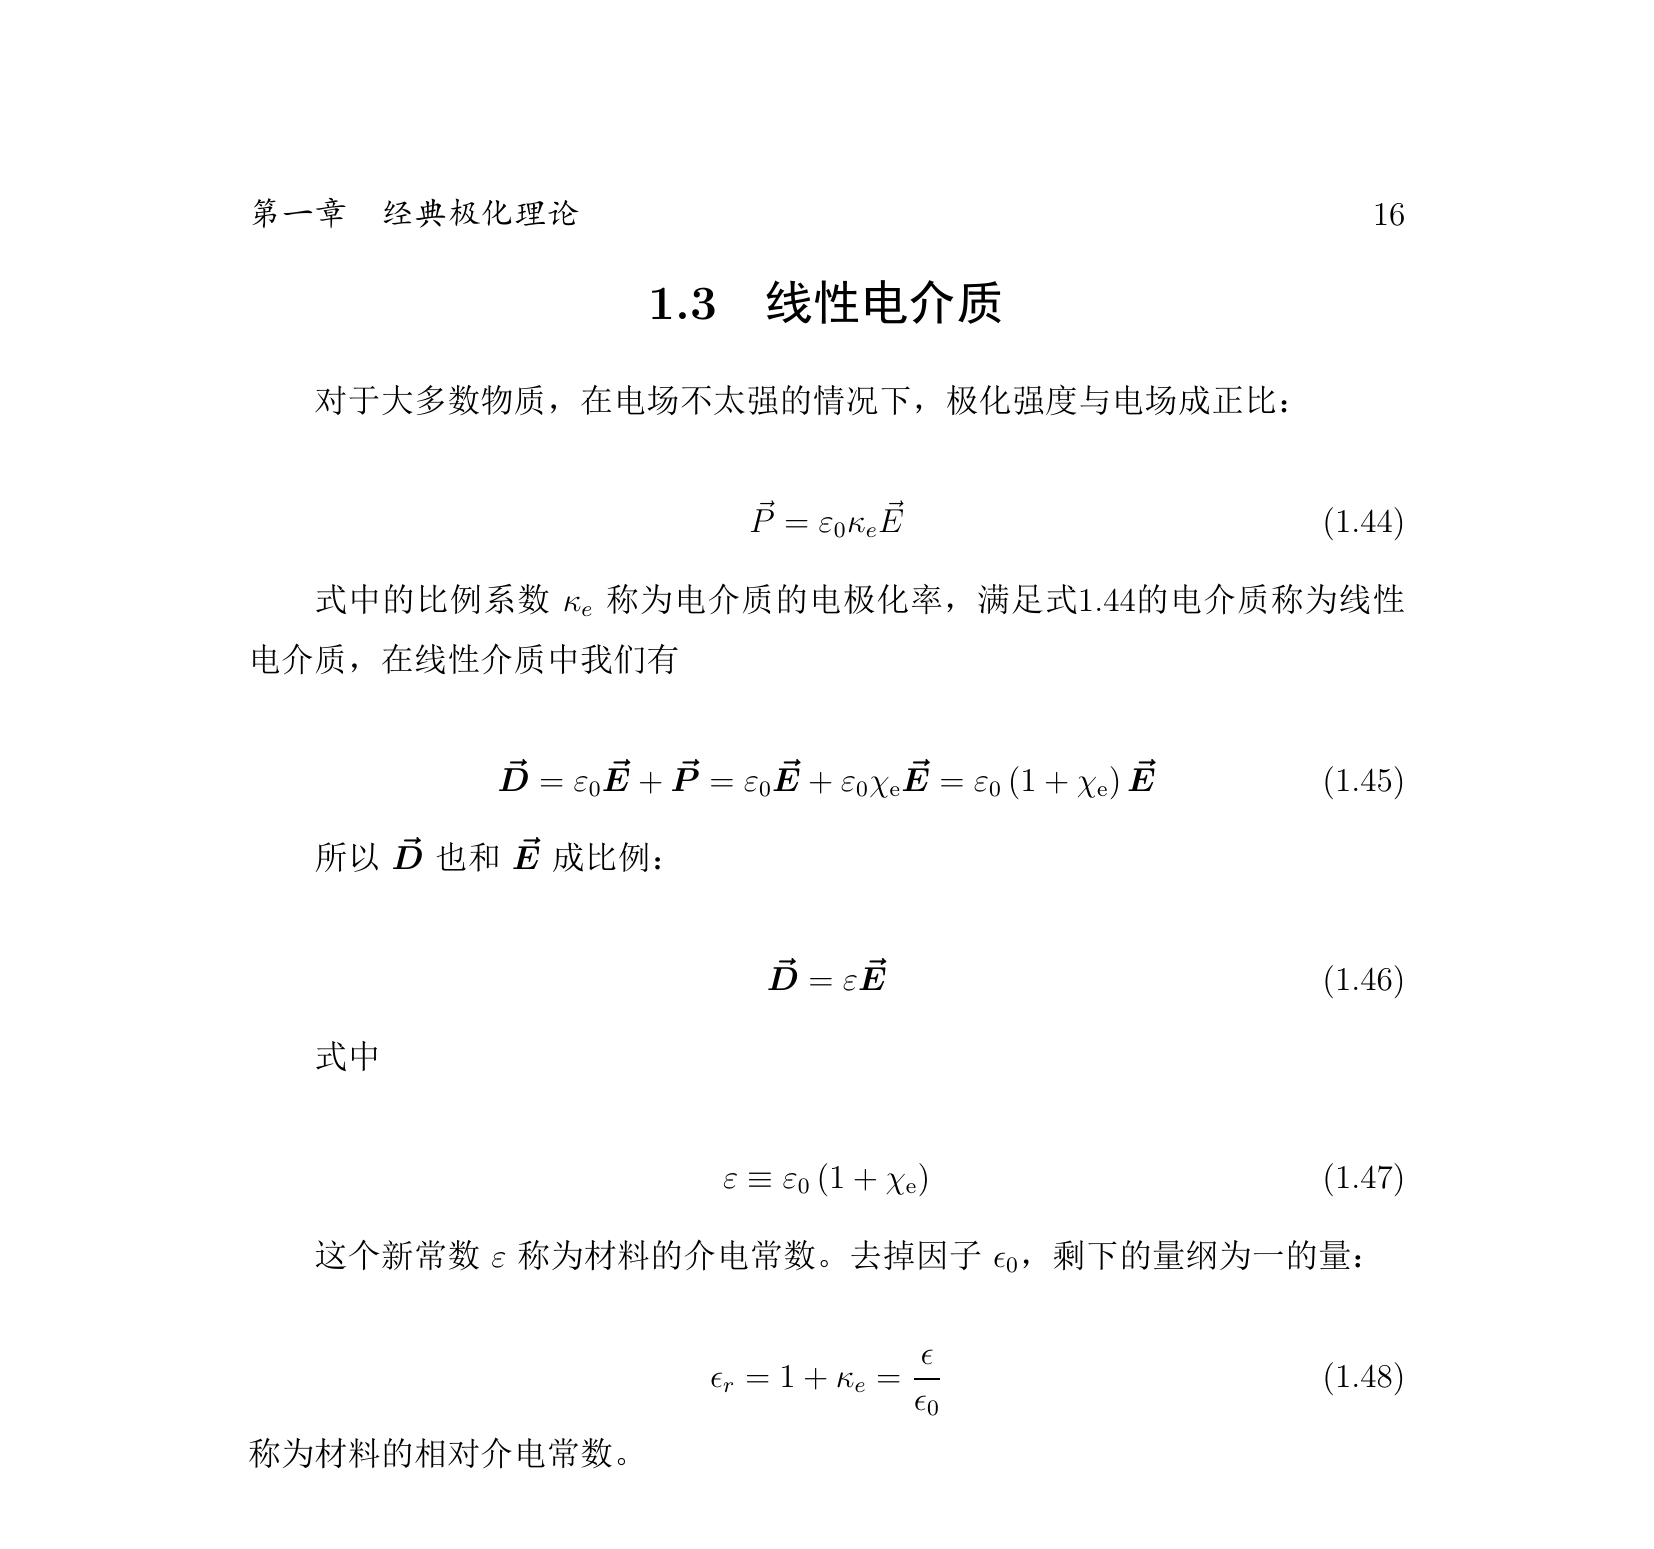 第一章 经典极化理论 16
1.3 线性电介质
对于大多数物质，在电场不太强的情况下，极化强度与电场成正比：
$\vec{P} = \varepsilon_0 \kappa_e \vec{E}$ (1.44)
式中的比例系数 $\kappa_e$ 称为电介质的电极化率，满足式1.44的电介质称为线性
电介质，在线性介质中我们有
$\vec{\boldsymbol{D}} = \varepsilon_0 \vec{\boldsymbol{E}} + \vec{\boldsymbol{P}} = \varepsilon_0 \vec{\boldsymbol{E}} + \varepsilon_0 \chi_{\mathrm{e}} \vec{\boldsymbol{E}} = \varepsilon_0 (1 + \chi_{\mathrm{e}}) \vec{\boldsymbol{E}}$ (1.45)
所以 $\vec{\boldsymbol{D}}$ 也和 $\vec{\boldsymbol{E}}$ 成比例：
$\vec{\boldsymbol{D}} = \varepsilon \vec{\boldsymbol{E}}$ (1.46)
式中
$\varepsilon \equiv \varepsilon_0 (1 + \chi_{\mathrm{e}})$ (1.47)
这个新常数 $\varepsilon$ 称为材料的介电常数。去掉因子 $\epsilon_0$，剩下的量纲为一的量：
$\epsilon_r = 1 + \kappa_e = \frac{\epsilon}{\epsilon_0}$ (1.48)
称为材料的相对介电常数。